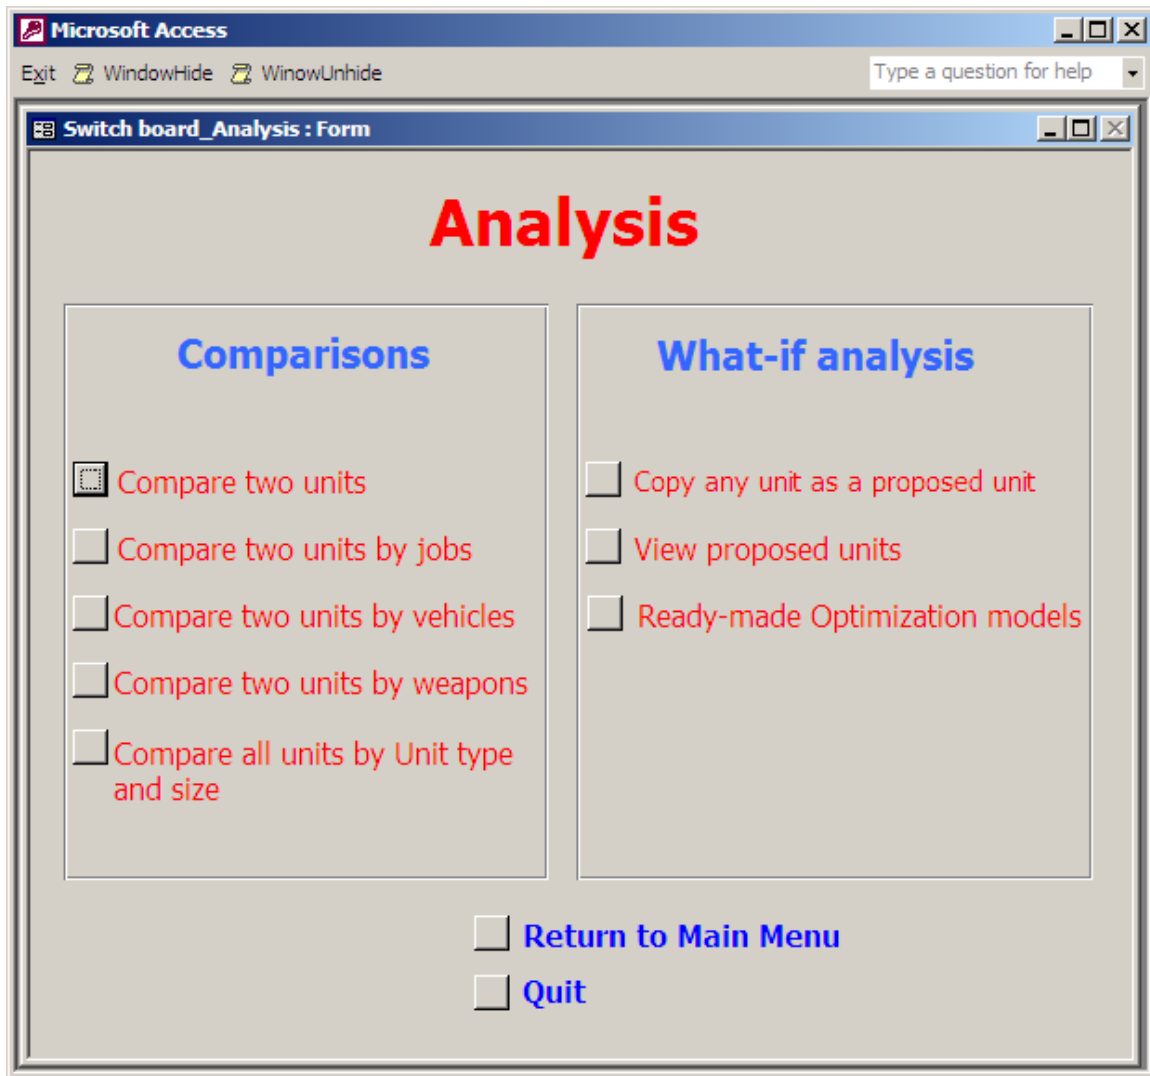 Microsoft Access
Exit WindowHide WinowUnhide Type a question for help
Switch board_Analysis : Form
Analysis
Comparisons
Compare two units
Compare two units by jobs
Compare two units by vehicles
Compare two units by weapons
Compare all units by Unit type
and size
What-if analysis
Copy any unit as a proposed unit
View proposed units
Ready-made Optimization models
Return to Main Menu
Quit